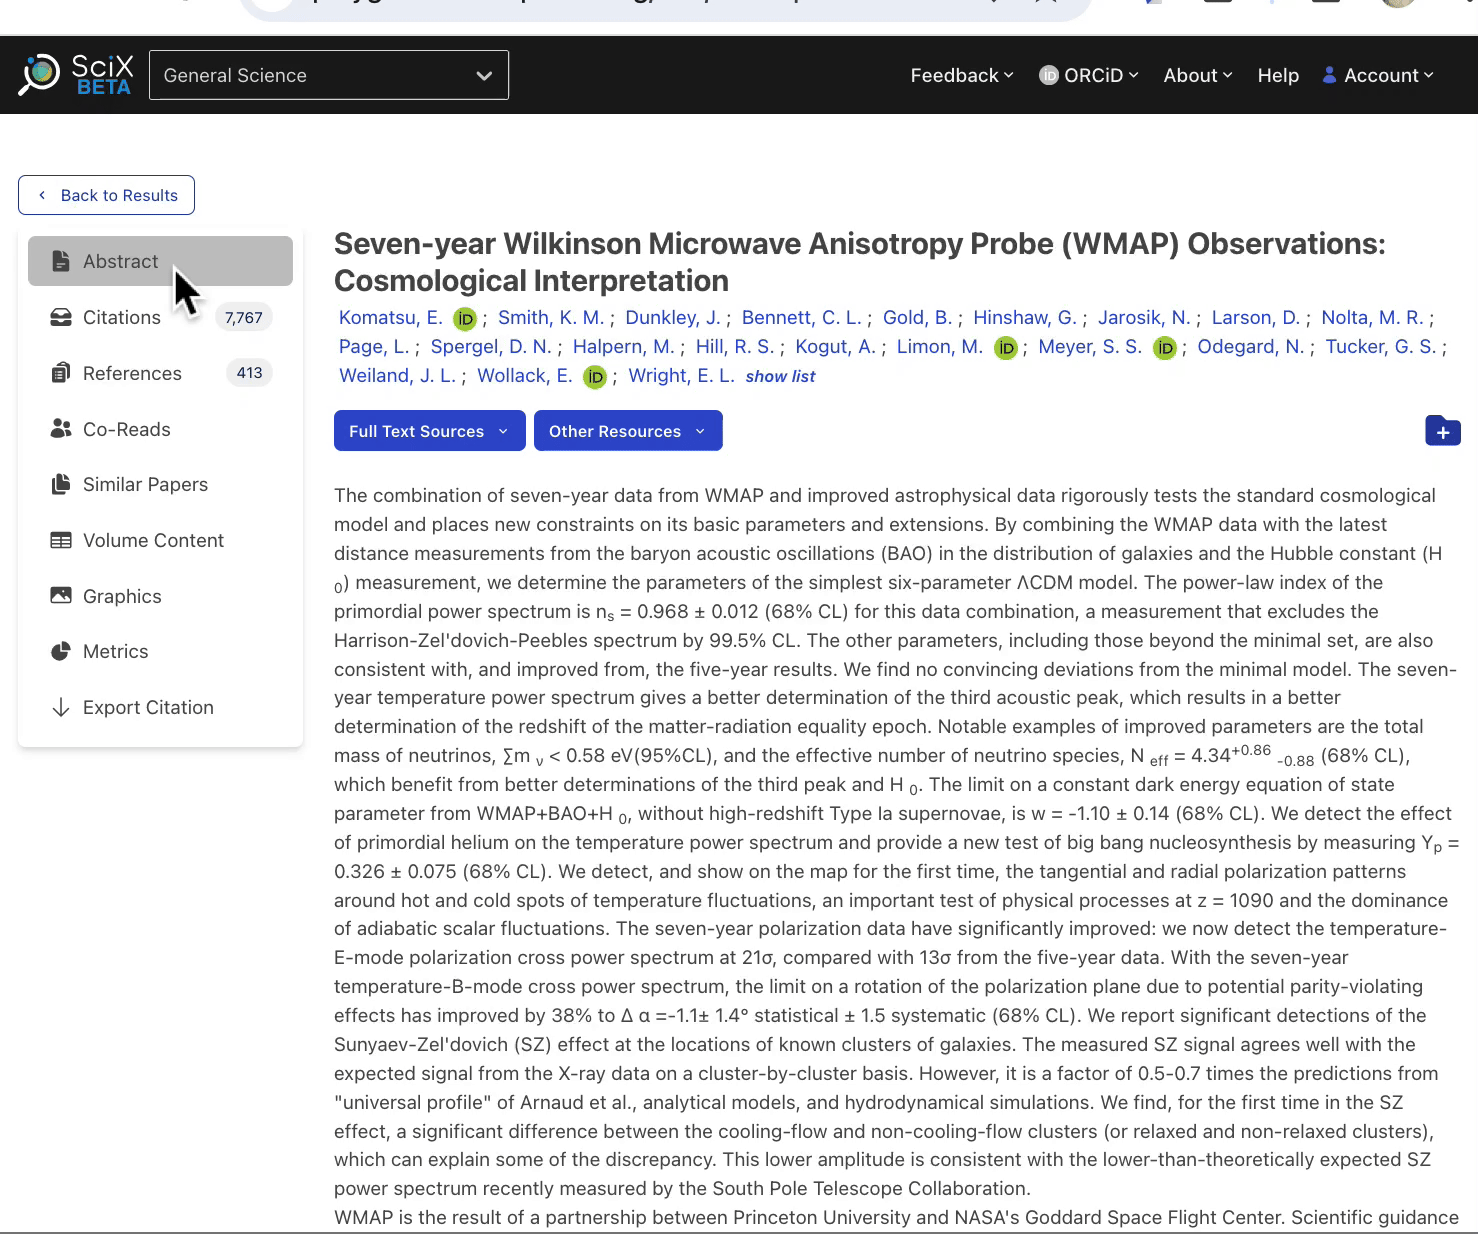 SciX
BETA
General Science
Feedback
iD ORCiD
About
Help
Account
Back to Results
Abstract
Citations 7,767
References 413
Co-Reads
Similar Papers
Volume Content
Graphics
Metrics
Export Citation
Seven-year Wilkinson Microwave Anisotropy Probe (WMAP) Observations:
Cosmological Interpretation
Komatsu, E. iD ; Smith, K. M. ; Dunkley, J. ; Bennett, C. L. ; Gold, B. ; Hinshaw, G. ; Jarosik, N. ; Larson, D. ; Nolta, M. R. ;
Page, L. ; Spergel, D. N. ; Halpern, M. ; Hill, R. S. ; Kogut, A. ; Limon, M. iD ; Meyer, S. S. iD ; Odegard, N. ; Tucker, G. S. ;
Weiland, J. L. ; Wollack, E. iD ; Wright, E. L. show list
Full Text Sources
Other Resources
The combination of seven-year data from WMAP and improved astrophysical data rigorously tests the standard cosmological
model and places new constraints on its basic parameters and extensions. By combining the WMAP data with the latest
distance measurements from the baryon acoustic oscillations (BAO) in the distribution of galaxies and the Hubble constant (H
0) measurement, we determine the parameters of the simplest six-parameter ΛCDM model. The power-law index of the
primordial power spectrum is ns = 0.968 ± 0.012 (68% CL) for this data combination, a measurement that excludes the
Harrison-Zel'dovich-Peebles spectrum by 99.5% CL. The other parameters, including those beyond the minimal set, are also
consistent with, and improved from, the five-year results. We find no convincing deviations from the minimal model. The seven-
year temperature power spectrum gives a better determination of the third acoustic peak, which results in a better
determination of the redshift of the matter-radiation equality epoch. Notable examples of improved parameters are the total
mass of neutrinos, ∑m ν < 0.58 eV(95%CL), and the effective number of neutrino species, N eff = 4.34+0.86 -0.88 (68% CL),
which benefit from better determinations of the third peak and H 0. The limit on a constant dark energy equation of state
parameter from WMAP+BAO+H 0, without high-redshift Type Ia supernovae, is w = -1.10 ± 0.14 (68% CL). We detect the effect
of primordial helium on the temperature power spectrum and provide a new test of big bang nucleosynthesis by measuring Yp =
0.326 ± 0.075 (68% CL). We detect, and show on the map for the first time, the tangential and radial polarization patterns
around hot and cold spots of temperature fluctuations, an important test of physical processes at z = 1090 and the dominance
of adiabatic scalar fluctuations. The seven-year polarization data have significantly improved: we now detect the temperature-
E-mode polarization cross power spectrum at 21σ, compared with 13σ from the five-year data. With the seven-year
temperature-B-mode cross power spectrum, the limit on a rotation of the polarization plane due to potential parity-violating
effects has improved by 38% to Δ α =-1.1± 1.4° statistical ± 1.5 systematic (68% CL). We report significant detections of the
Sunyaev-Zel'dovich (SZ) effect at the locations of known clusters of galaxies. The measured SZ signal agrees well with the
expected signal from the X-ray data on a cluster-by-cluster basis. However, it is a factor of 0.5-0.7 times the predictions from
"universal profile" of Arnaud et al., analytical models, and hydrodynamical simulations. We find, for the first time in the SZ
effect, a significant difference between the cooling-flow and non-cooling-flow clusters (or relaxed and non-relaxed clusters),
which can explain some of the discrepancy. This lower amplitude is consistent with the lower-than-theoretically expected SZ
power spectrum recently measured by the South Pole Telescope Collaboration.
WMAP is the result of a partnership between Princeton University and NASA's Goddard Space Flight Center. Scientific guidance